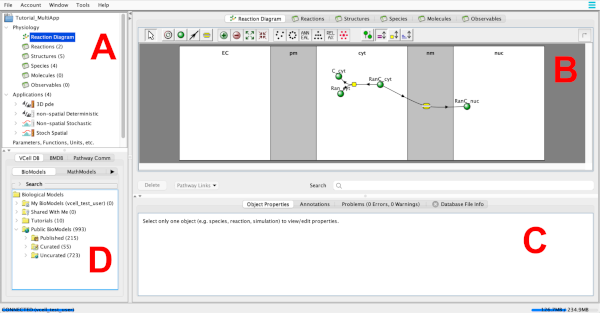 File Account Window Tools Help
Tutorial_MultiApp
Physiology
Reaction Diagram
Reactions (2)
Structures (5)
Species (4)
Molecules (0)
Observables (0)
Applications (4)
3D pde
non-spatial Deterministic
Non-spatial Stochastic
Stoch Spatial
Parameters, Functions, Units, etc.
A
VCell DB BMDB Pathway Comm
BioModels MathModels
Search
Biological Models
My BioModels (vcell_test_user) (0)
Shared With Me (0)
Tutorials (10)
Public BioModels (993)
Published (215)
Curated (55)
Uncurated (723)
D
Reaction Diagram Reactions Structures Species Molecules Observables
EC pm cyt nm nuc
C_cyt
RanC_cyt
Ran_cyt
RanC_nuc
B
Delete Pathway Links Search
Object Properties Annotations Problems (0 Errors, 0 Warnings) Database File Info
Select only one object (e.g. species, reaction, simulation) to view/edit properties.
C
CONNECTED (vcell_test_user)
/ 234.9MB